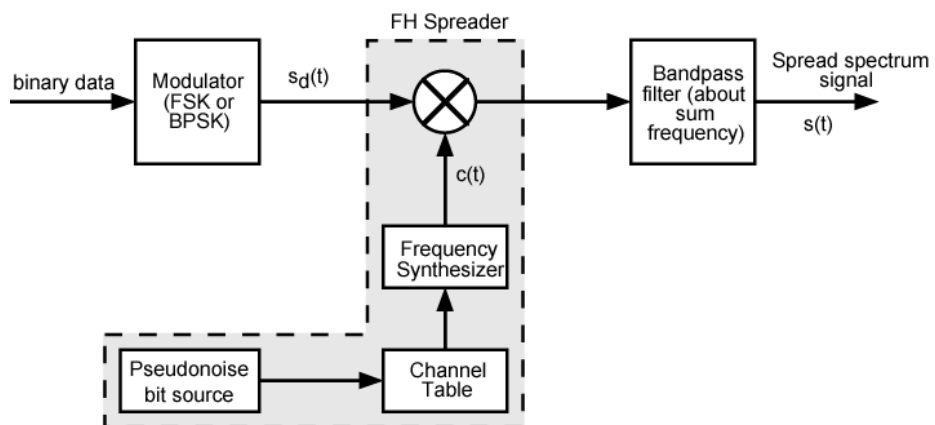 FH Spreader
binary data
Modulator
(FSK or
BPSK)
sd(t)
Bandpass
filter (about
sum
frequency)
Spread spectrum
signal
s(t)
c(t)
Frequency
Synthesizer
Pseudonoise
bit source
Channel
Table